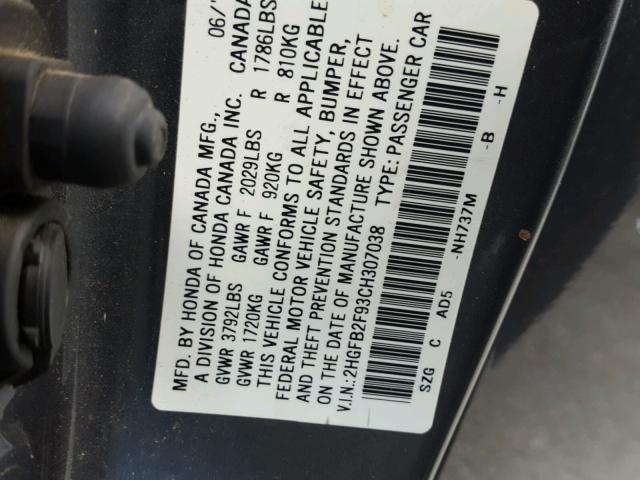 MFD. BY HONDA OF CANADA MFG., 06/
A DIVISION OF HONDA CANADA INC. CANADA
GVWR 3792LBS GAWR F 2029LBS R 1786LBS
GVWR 1720KG GAWR F 920KG R 810KG
THIS VEHICLE CONFORMS TO ALL APPLICABLE
FEDERAL MOTOR VEHICLE SAFETY, BUMPER,
AND THEFT PREVENTION STANDARDS IN EFFECT
ON THE DATE OF MANUFACTURE SHOWN ABOVE.
V.I.N.:2HGFB2F93CH307038 TYPE:PASSENGER CAR
SZG C AD5 -NH737M -B -H